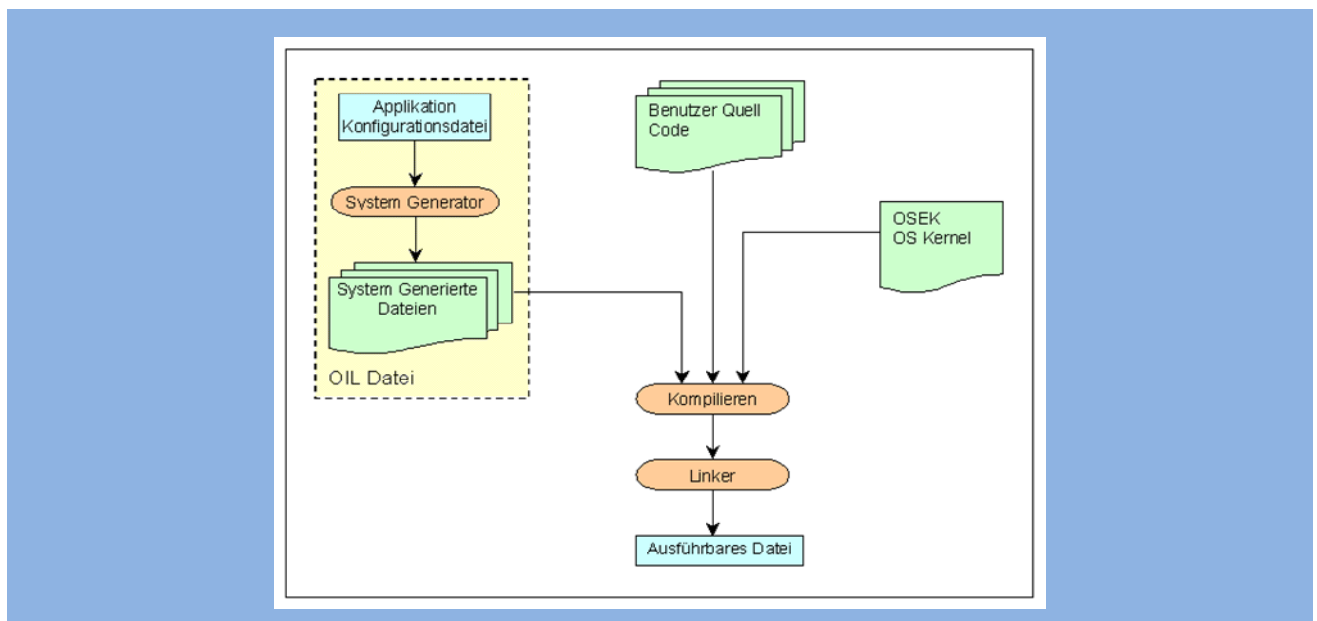 Applikation
Konfigurationsdatei
System Generator
System Generierte
Dateien
OIL Datei
Benutzer Quell
Code
OSEK
OS Kernel
Kompilieren
Linker
Ausführbares Datei